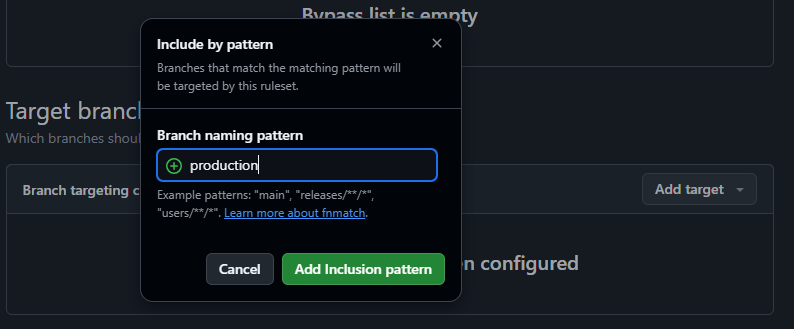 Bypass list is empty
Include by pattern
Branches that match the matching pattern will
be targeted by this ruleset.
Target branc
Which branches shoul
Branch naming pattern
production
Branch targeting c
Add target
Example patterns: "main", "releases/**/*",
"users/**/*". Learn more about fnmatch.
n configured
Cancel
Add Inclusion pattern